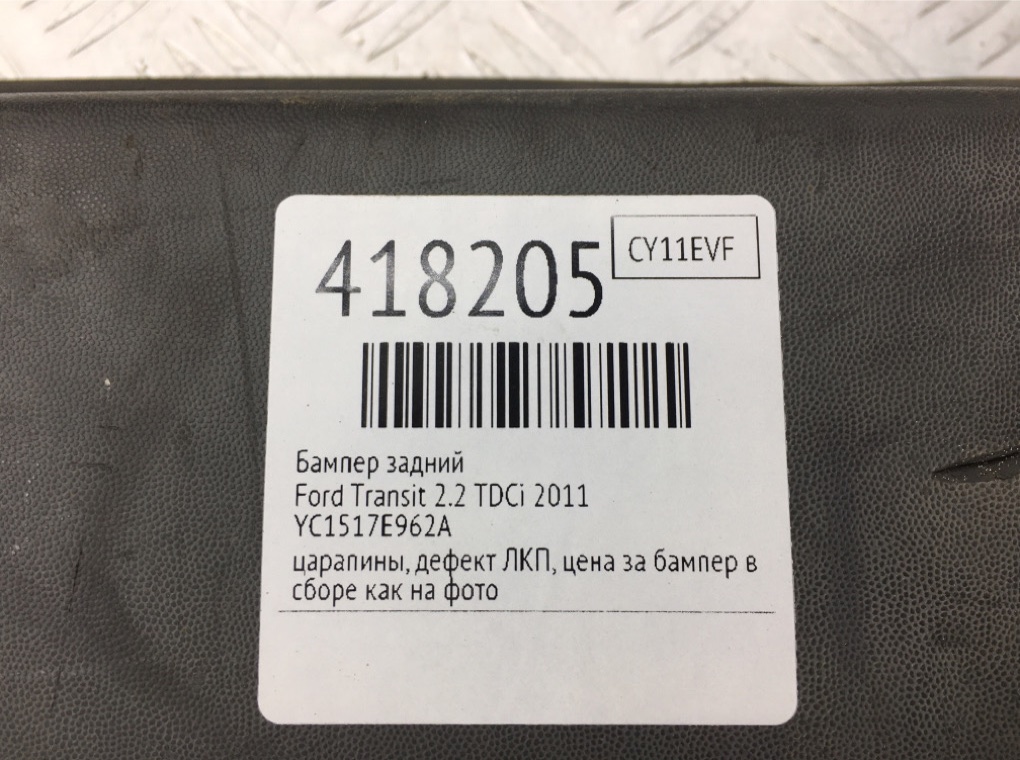 418205
CY11EVF
Бампер задний
Ford Transit 2.2 TDCi 2011
YC1517E962A
царапины, дефект ЛКП, цена за бампер в
сборе как на фото